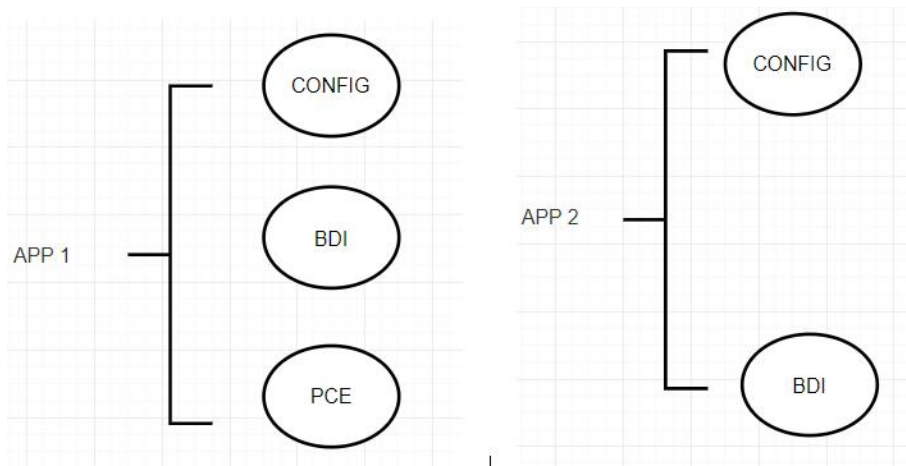 CONFIG
BDI
APP 1
PCE
CONFIG
APP 2
BDI